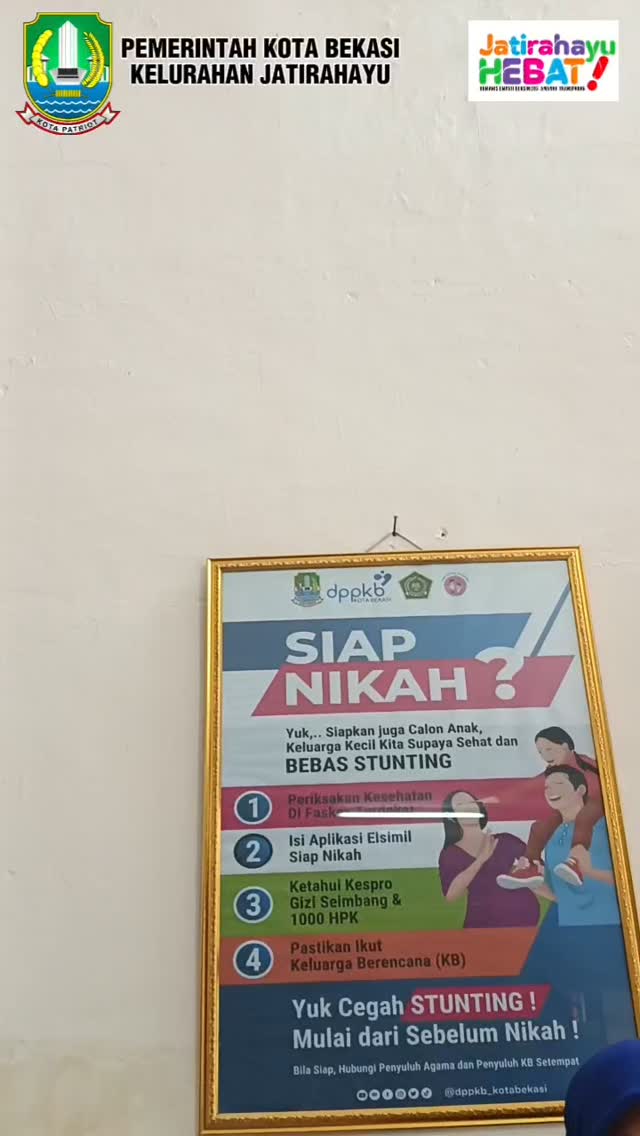 PEMERINTAH KOTA BEKASI
KELURAHAN JATIRAHAYU
KOTA PATRIOT
Jatirahayu
HEBAT!
dppkb
KOTA BEKASI
SIAP
NIKAH ?
Yuk,.. Siapkan juga Calon Anak,
Keluarga Kecil Kita Supaya Sehat dan
BEBAS STUNTING
1 Periksakan Kesehatan
Di Faskes Terdekat
2 Isi Aplikasi Elsimil
Siap Nikah
3 Ketahui Kespro
Gizi Seimbang &
1000 HPK
4 Pastikan Ikut
Keluarga Berencana (KB)
Yuk Cegah STUNTING !
Mulai dari Sebelum Nikah !
Bila Siap, Hubungi Penyuluh Agama dan Penyuluh KB Setempat
@dppkb_kotabekasi